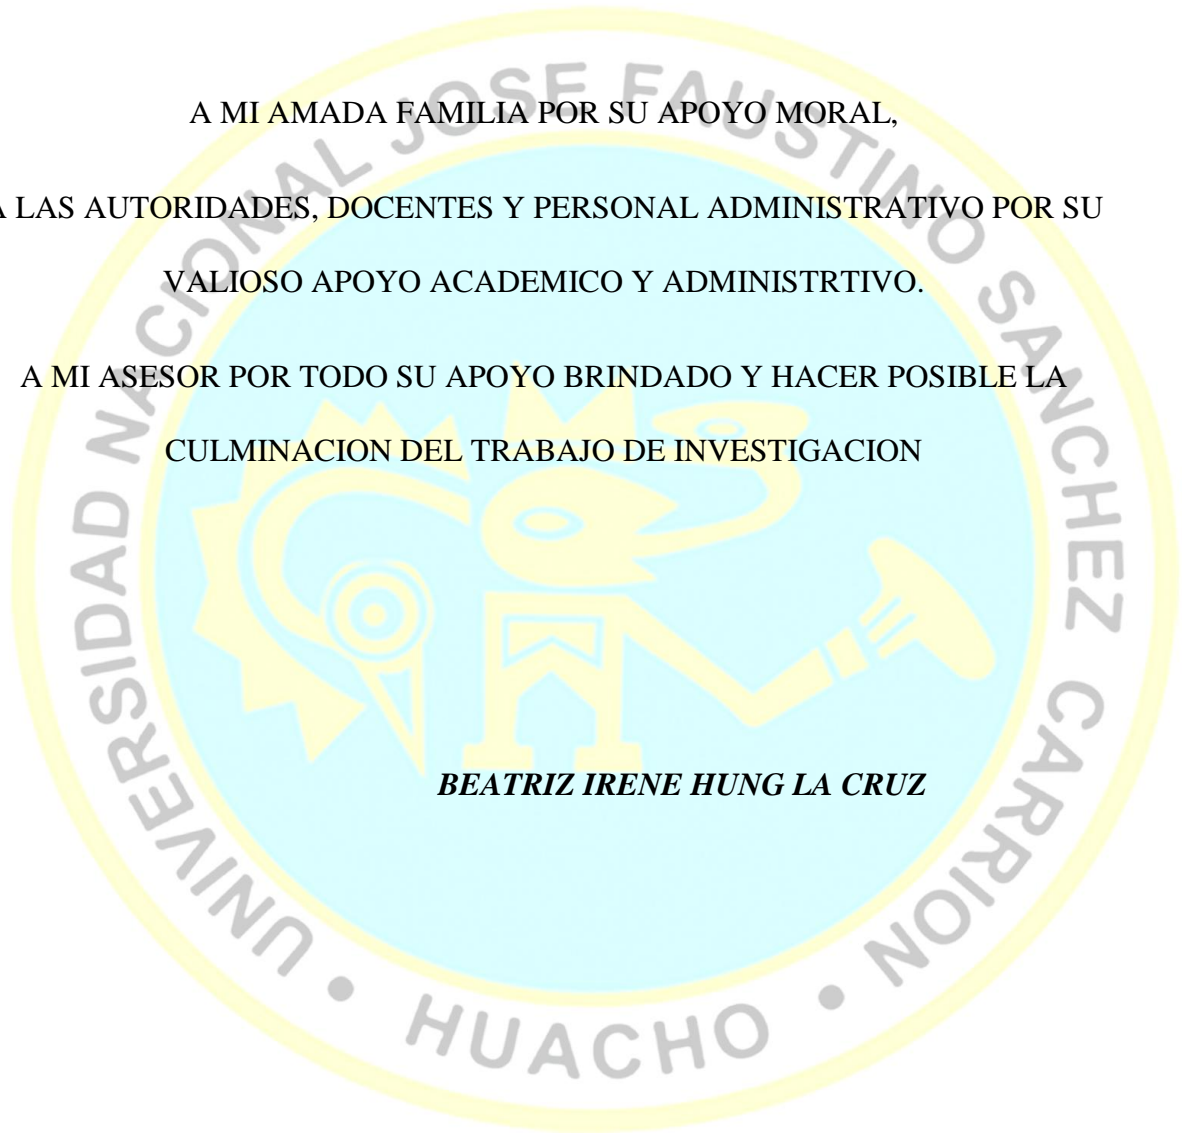 A MI AMADA FAMILIA POR SU APOYO MORAL,
A LAS AUTORIDADES, DOCENTES Y PERSONAL ADMINISTRATIVO POR SU
VALIOSO APOYO ACADEMICO Y ADMINISTRTIVO.
A MI ASESOR POR TODO SU APOYO BRINDADO Y HACER POSIBLE LA
CULMINACION DEL TRABAJO DE INVESTIGACION
BEATRIZ IRENE HUNG LA CRUZ
UNIVERSIDAD NACIONAL JOSE FAUSTINO SANCHEZ CARRION • HUACHO •